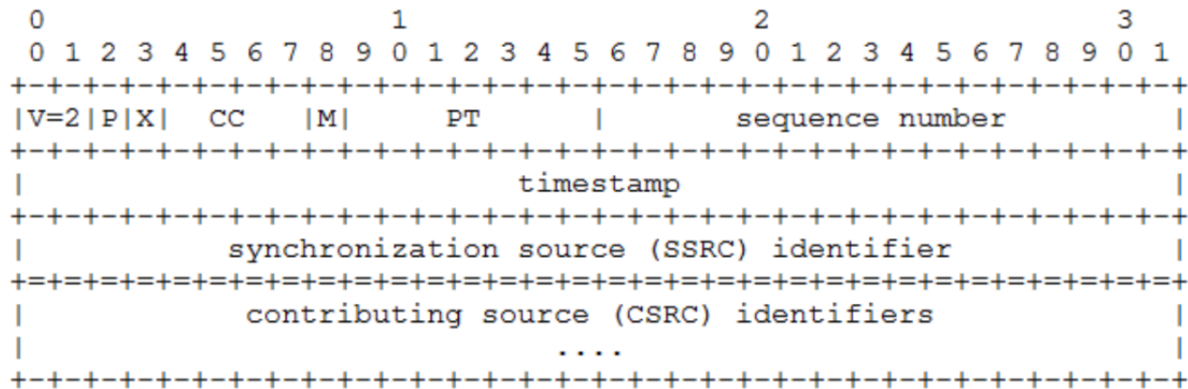 0                   1                   2                   3
 0 1 2 3 4 5 6 7 8 9 0 1 2 3 4 5 6 7 8 9 0 1 2 3 4 5 6 7 8 9 0 1
+-+-+-+-+-+-+-+-+-+-+-+-+-+-+-+-+-+-+-+-+-+-+-+-+-+-+-+-+-+-+-+-+
|V=2|P|X|  CC   |M|     PT      |       sequence number         |
+-+-+-+-+-+-+-+-+-+-+-+-+-+-+-+-+-+-+-+-+-+-+-+-+-+-+-+-+-+-+-+-+
|                           timestamp                           |
+-+-+-+-+-+-+-+-+-+-+-+-+-+-+-+-+-+-+-+-+-+-+-+-+-+-+-+-+-+-+-+-+
|           synchronization source (SSRC) identifier            |
+=+=+=+=+=+=+=+=+=+=+=+=+=+=+=+=+=+=+=+=+=+=+=+=+=+=+=+=+=+=+=+=+
|            contributing source (CSRC) identifiers             |
|                             ....                              |
+-+-+-+-+-+-+-+-+-+-+-+-+-+-+-+-+-+-+-+-+-+-+-+-+-+-+-+-+-+-+-+-+